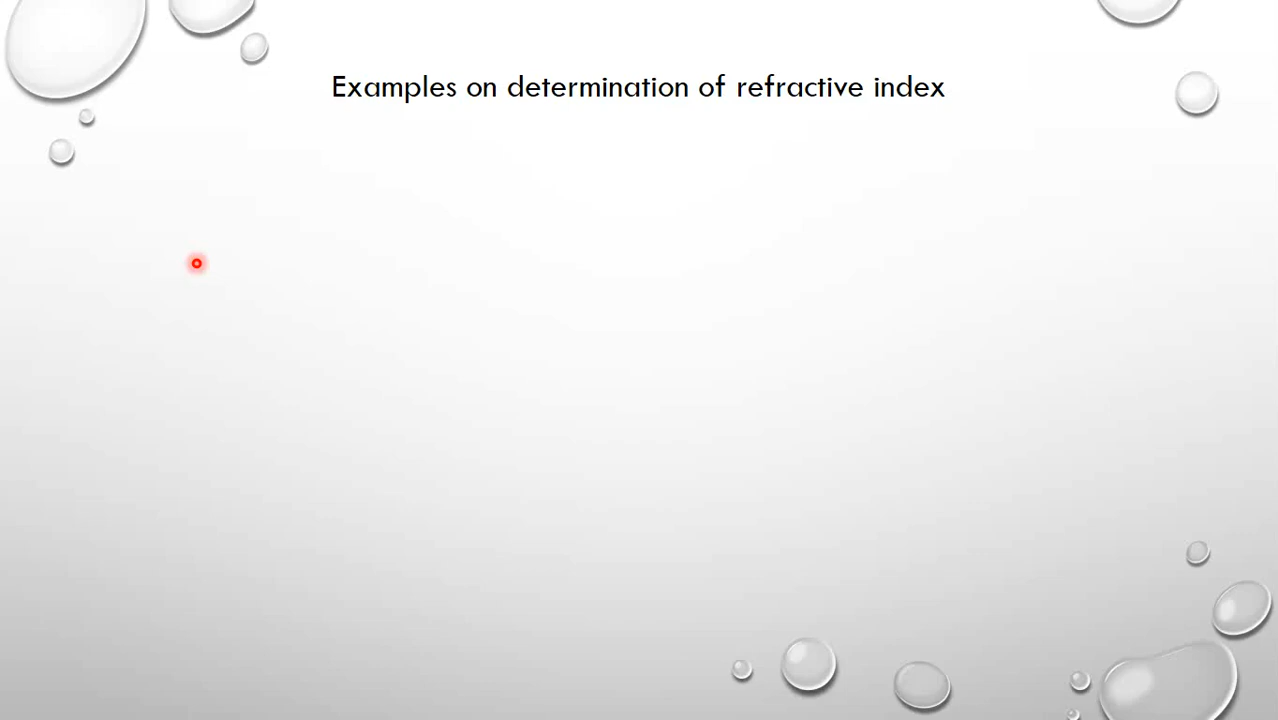 Examples on determination of refractive index